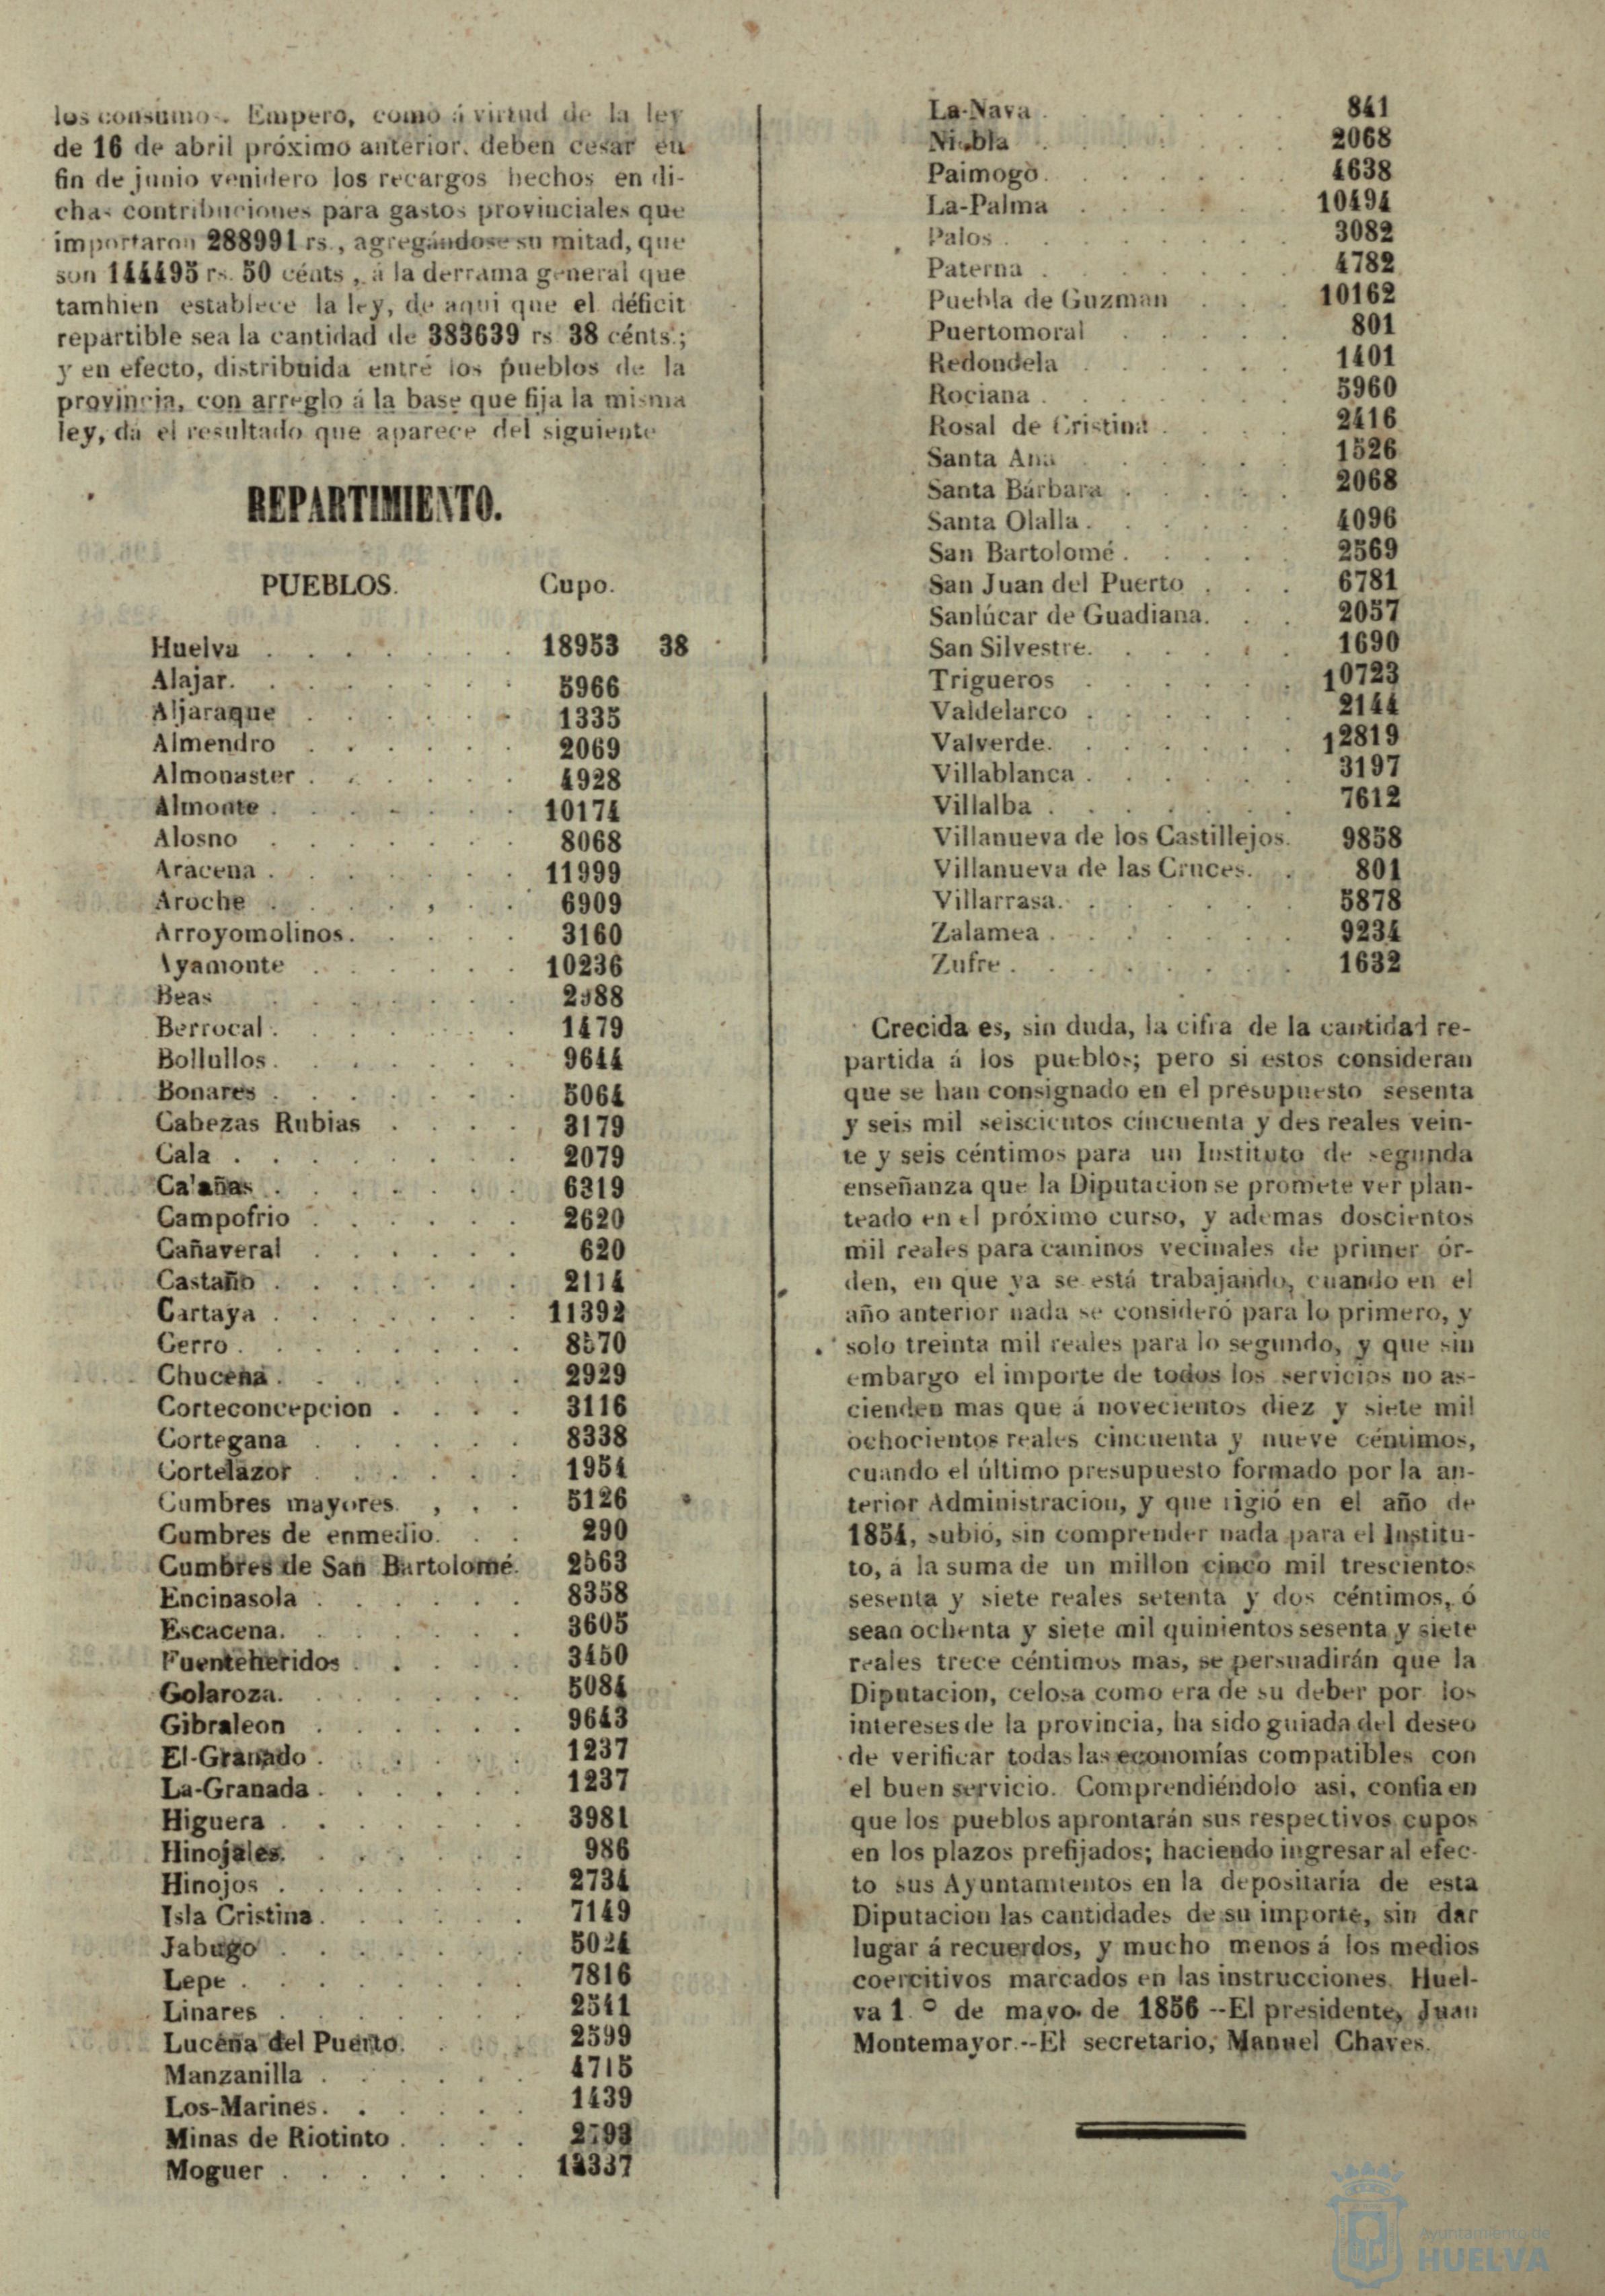 los consumos. Empero, como á virtud de la ley
de 16 de abril próximo anterior. deben cesar en
fin de junio venidero los recargos hechos en di-
chas contribuciones para gastos provinciales que
importaron 288991 rs., agregándose su mitad, que
son 144495 rs. 50 cénts, á la derrama general que
tambien establece la ley, de aqui que el déficit
repartible sea la cantidad de 383639 rs 38 cénts.;
y en efecto, distribuida entre los pueblos de la
provincia, con arreglo á la base que fija la misma
ley, da el resultado que aparece del siguiente
REPARTIMIENTO.
PUEBLOS. Cupo.
Huelva . . . . . . . 18953 38
Alajar. . . . . . . . 5966
Aljaraque . . . . . . 1335
Almendro . . . . . . 2069
Almonaster . . . . . . 4928
Almonte . . . . . . . 10174
Alosno . . . . . . . 8068
Aracena . . . . . . . 11999
Aroche . . . . . . . 6909
Arroyomolinos. . . . . 3160
Ayamonte . . . . . . 10236
Beas . . . . . . . 2988
Berrocal . . . . . . . 1479
Bollullos. . . . . . . 9644
Bonares . . . . . . . 5064
Cabezas Rubias . . . . 3179
Cala . . . . . . . . 2079
Calañas . . . . . . . 6319
Campofrio . . . . . . 2620
Cañaveral . . . . . . 620
Castaño . . . . . . . 2114
Cartaya . . . . . . . 11392
Cerro . . . . . . . . 8570
Chucena . . . . . . . 2929
Corteconcepcion . . . . 3116
Cortegana . . . . . . 8338
Cortelazor . . . . . . 1954
Cumbres mayores. , . . 5126
Cumbres de enmedio. . . 290
Cumbres de San Bartolomé. 2563
Encinasola . . . . . . 8358
Escacena. . . . . . . 3605
Fuenteheridos . . . . . 3450
Galaroza. . . . . . . 5084
Gibraleon . . . . . . 9643
El-Granado . . . . . . 1237
La-Granada . . . . . . 1237
Higuera . . . . . . . 3981
Hinojales. . . . . . . 986
Hinojos . . . . . . . 2734
Isla Cristina . . . . . . 7149
Jabugo . . . . . . . 5024
Lepe . . . . . . . . 7816
Linares . . . . . . . 2541
Lucena del Puerto. . . . 2599
Manzanilla . . . . . . 4715
Los-Marines. . . . . . 1439
Minas de Riotinto . . . .
Moguer . . . . . . .
La-Nava . . . . . . . 841
Niebla . . . . . . . 2068
Paimogo. . . . . . . 4638
La-Palma . . . . . . 10494
Palos . . . . . . . . 3082
Paterna . . . . . . . 4782
Puebla de Guzman . . . 10162
Puertomoral . . . . . 801
Redondela . . . . . . 1401
Rociana . . . . . . . 5960
Rosal de Cristina . . . . 2416
Santa Ana . . . . . . 1526
Santa Bárbara . . . . . 2068
Santa Olalla . . . . . . 4096
San Bartolomé . . . . . 2569
San Juan del Puerto . . . 6781
Sanlúcar de Guadiana. . . 2057
San Silvestre. . . . . . 1690
Trigueros . . . . . . 10723
Valdelarco . . . . . . 2144
Valverde. . . . . . . 12819
Villablanca . . . . . . 3197
Villalba . . . . . . . 7612
Villanueva de los Castillejos. 9858
Villanueva de las Cruces. . 801
Villarrasa. . . . . . . 5878
Zalamea . . . . . . . 9234
Zufre . . . . . . . . 1632
Crecida es, sin duda, la cifra de la cantidad re-
partida á los pueblos; pero si estos consideran
que se han consignado en el presupuesto sesenta
y seis mil seiscientos cincuenta y des reales vein-
te y seis céntimos para un Instituto de segunda
enseñanza que la Diputacion se promete ver plan-
teado en el próximo curso, y ademas doscientos
mil reales para caminos vecinales de primer ór-
den, en que ya se está trabajando, cuando en el
año anterior nada se consideró para lo primero, y
solo treinta mil reales para lo segundo, y que sin
embargo el importe de todos los servicios no as-
cienden mas que á novecientos diez y siete mil
ochocientos reales cincuenta y nueve céntimos,
cuando el último presupuesto formado por la an-
terior Administracion, y que rigió en el año de
1854, subió, sin comprender nada para el Institu-
to, á la suma de un millon cinco mil trescientos
sesenta y siete reales setenta y dos céntimos, ó
sean ochenta y siete mil quinientos sesenta y siete
reales trece céntimos mas, se persuadirán que la
Diputacion, celosa como era de su deber por los
intereses de la provincia, ha sido guiada del deseo
de verificar todas las economías compatibles con
el buen servicio. Comprendiéndolo asi, confia en
que los pueblos aprontarán sus respectivos cupos
en los plazos prefijados; haciendo ingresar al efec-
to sus Ayuntamientos en la depositaría de esta
Diputacion las cantidades de su importe, sin dar
lugar á recuerdos, y mucho menos á los medios
coercitivos marcados en las instrucciones. Huel-
va 1.º de mayo de 1856--El presidente, Juan
Montemayor.--El secretario, Manuel Chaves.
Ayuntamiento de
HUELVA